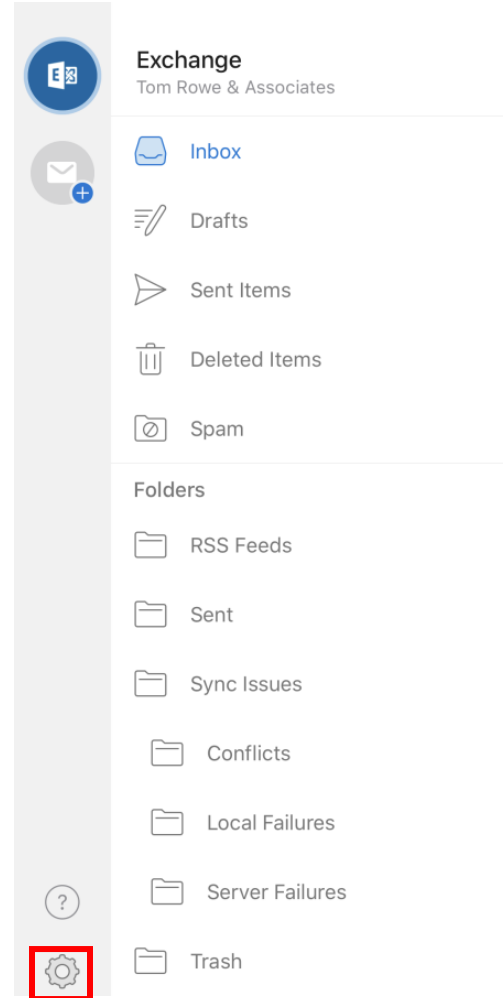 Exchange
Tom Rowe & Associates
Inbox
Drafts
Sent Items
Deleted Items
Spam
Folders
RSS Feeds
Sent
Sync Issues
Conflicts
Local Failures
Server Failures
Trash
E
?